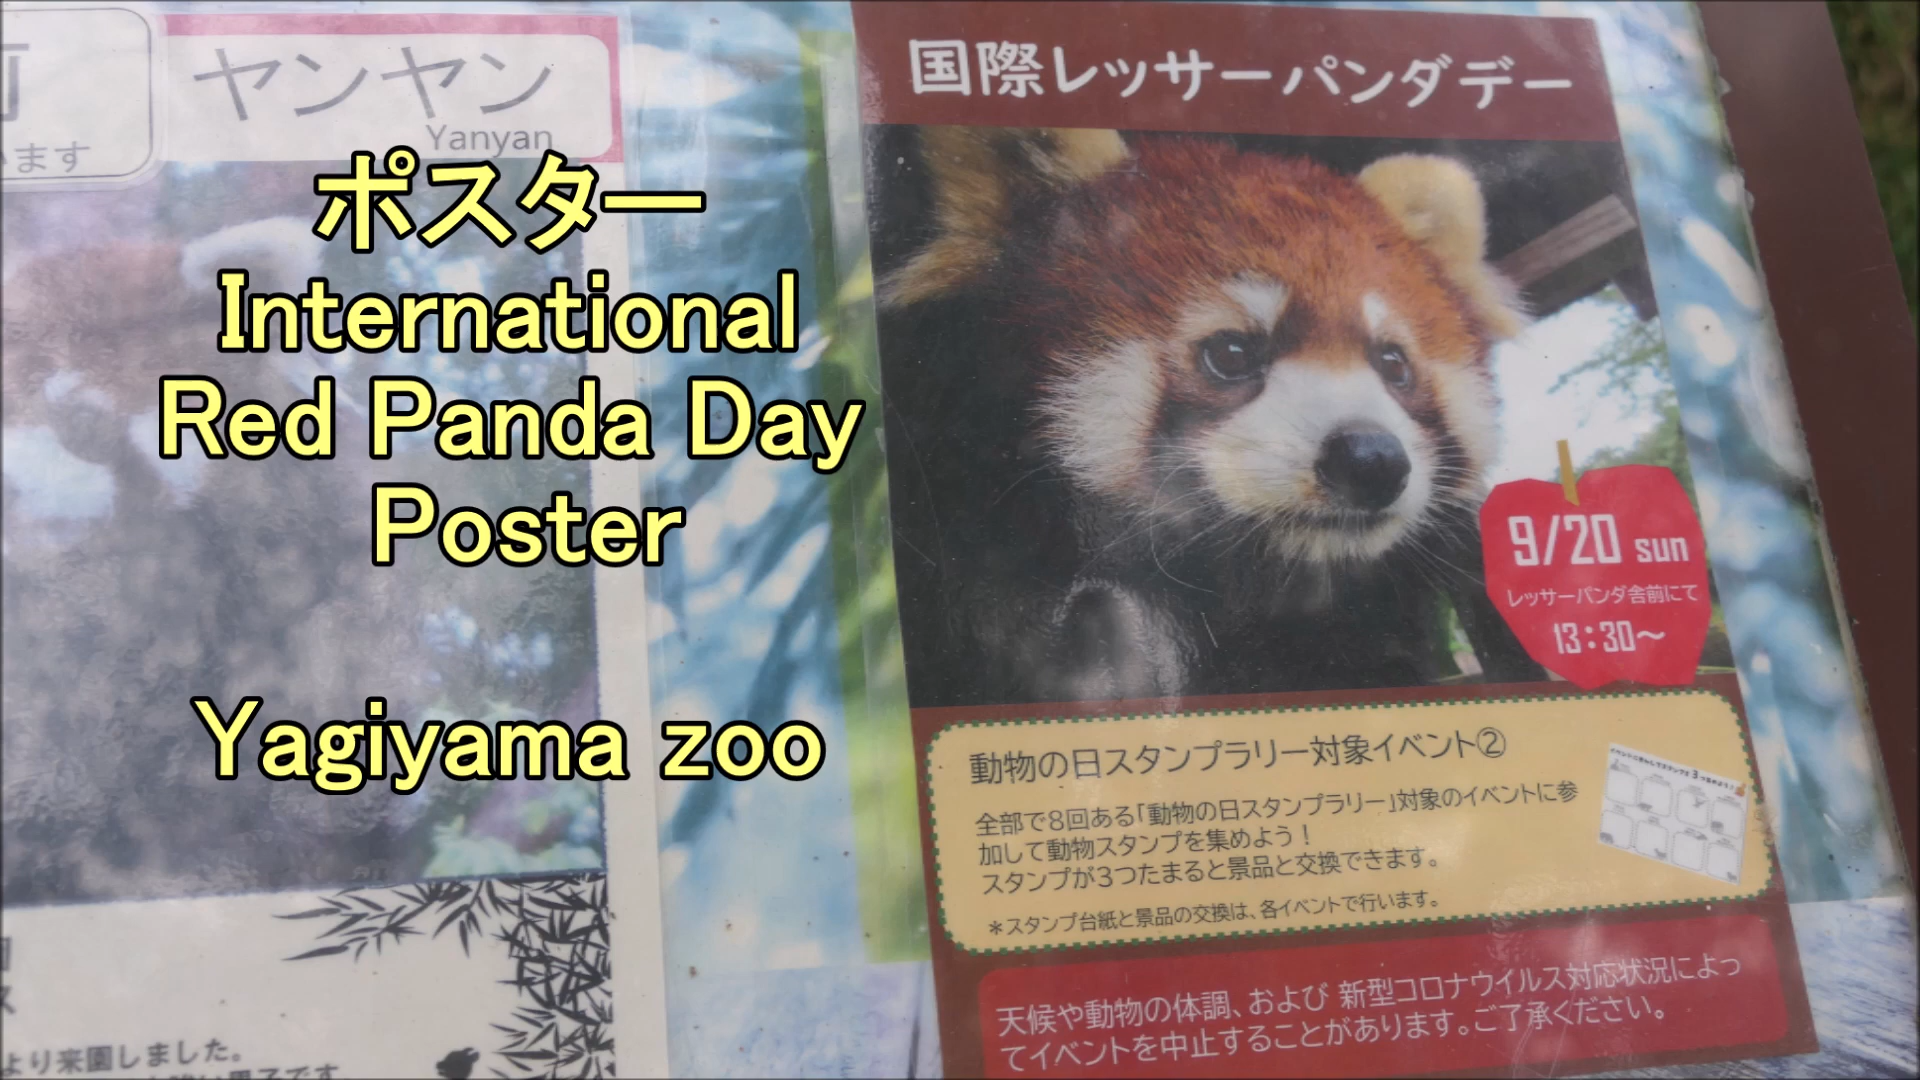 ヤンヤン
Yanyan
います
ポスター
International
Red Panda Day
Poster
Yagiyama zoo
より来園しました。
国際レッサーパンダデー
9/20 sun
レッサーパンダ舎前にて
13:30～
動物の日スタンプラリー対象イベント②
全部で8回ある「動物の日スタンプラリー」対象のイベントに参
加して動物スタンプを集めよう！
スタンプが3つたまると景品と交換できます。
＊スタンプ台紙と景品の交換は、各イベントで行います。
天候や動物の体調、および 新型コロナウイルス対応状況によっ
てイベントを中止することがあります。ご了承ください。